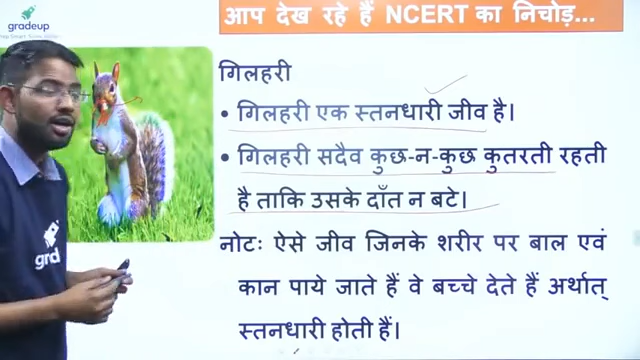 gradeup
आप देख रहे हैं NCERT का निचोड़...
गिलहरी
• गिलहरी एक स्तनधारी जीव है।
• गिलहरी सदैव कुछ-न-कुछ कुतरती रहती
है ताकि उसके दाँत न बटे।
नोटः ऐसे जीव जिनके शरीर पर बाल एवं
कान पाये जाते हैं वे बच्चे देते हैं अर्थात्
स्तनधारी होती हैं।
grad